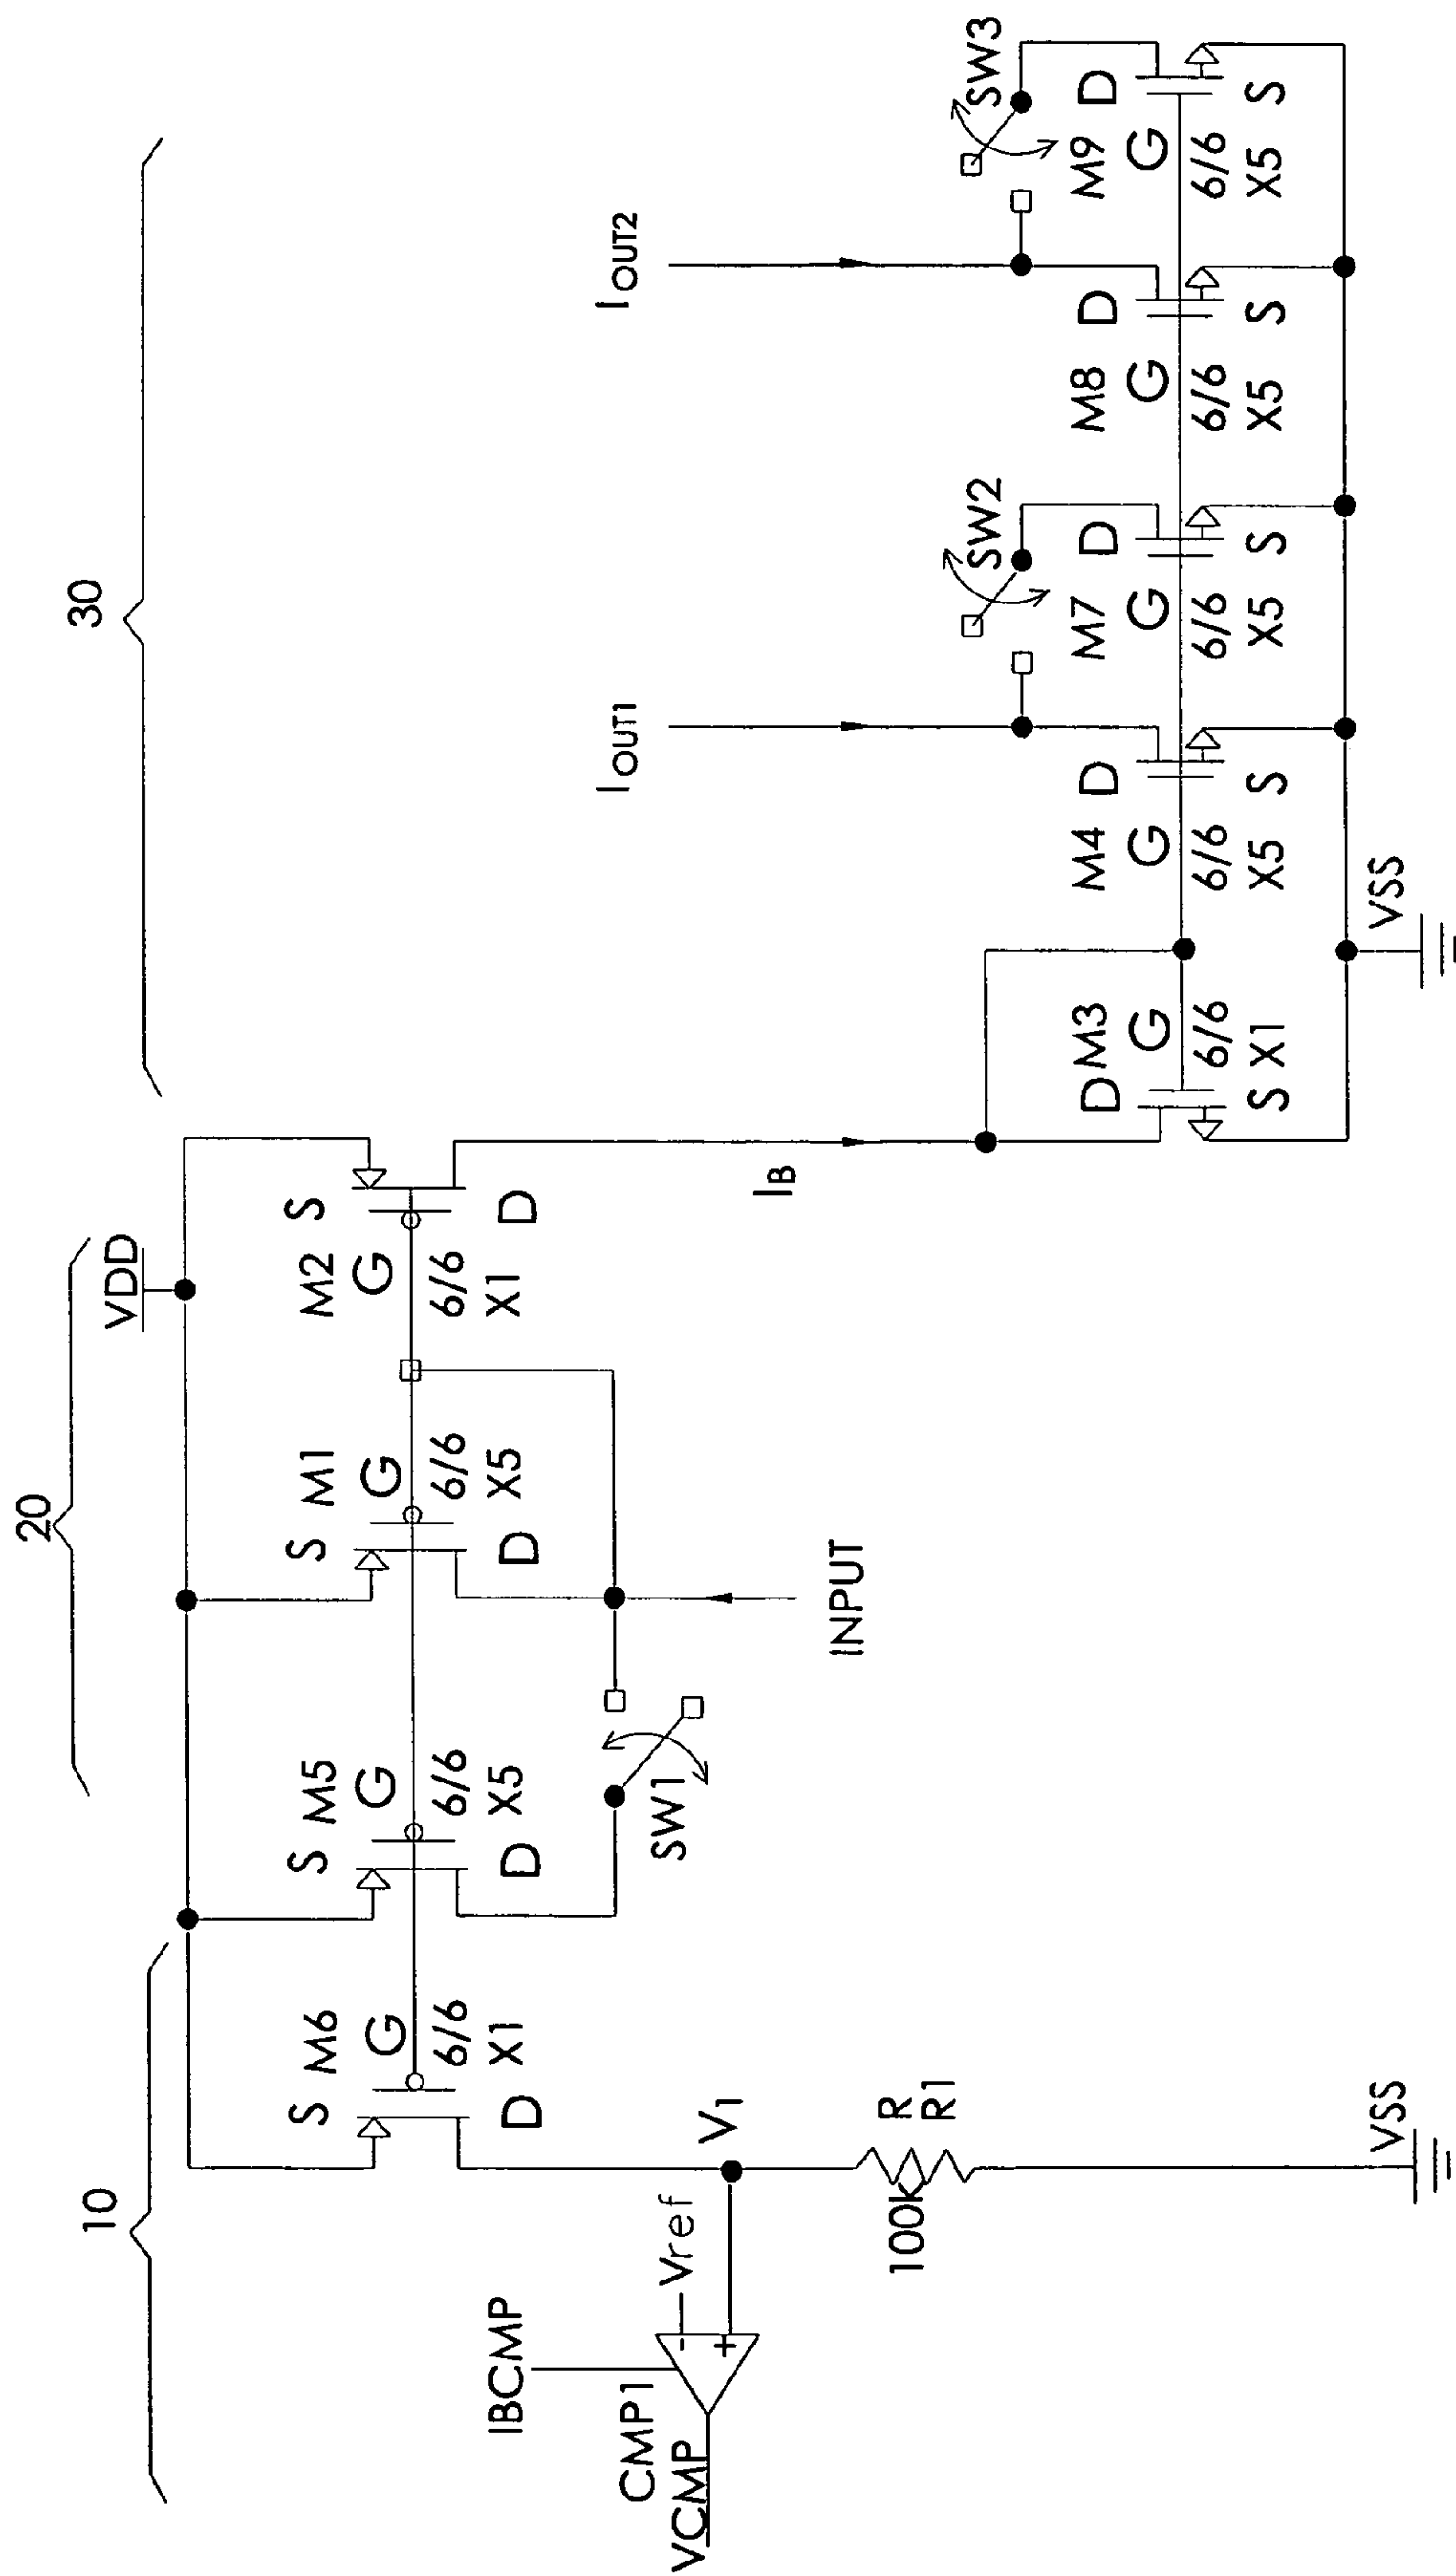 10
20
30
VDD
S
M6
G
6/6
X1
D
S
M5
G
6/6
X5
D
S
M1
G
6/6
X5
D
S
M2
G
6/6
X1
D
SW1
INPUT
IB
IBCMP
CMP1
VCMP
Vref
-
+
V1
100k
R
R1
VSS
IOUT1
IOUT2
SW2
SW3
D
M3
G
6/6
S
X1
M4
D
G
6/6
X5
S
M7
D
G
6/6
X5
S
M8
D
G
6/6
X5
S
M9
D
G
6/6
X5
S
VSS